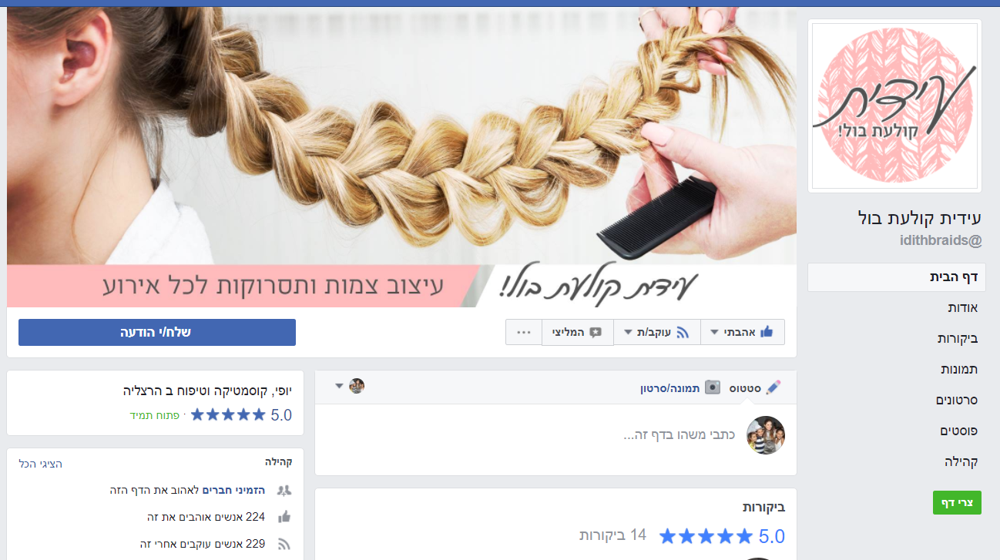 עידית
קולעת בול!
עידית קולעת בול
@idithbraids
דף הבית
אודות
ביקורות
תמונות
סרטונים
פוסטים
קהילה
צרי דף
עידית קולעת בול!
עיצוב צמות ותסרוקות לכל אירוע
אהבתי
עוקב/ת
המליצי
...
שלח/י הודעה
סטטוס
תמונה/סרטון
כתבי משהו בדף זה...
ביקורות
5.0 14 ביקורות
יופי, קוסמטיקה וטיפוח ב הרצליה
5.0 · פתוח תמיד
קהילה
הציגי הכל
הזמיני חברים לאהוב את הדף הזה
224 אנשים אוהבים את זה
229 אנשים עוקבים אחרי זה